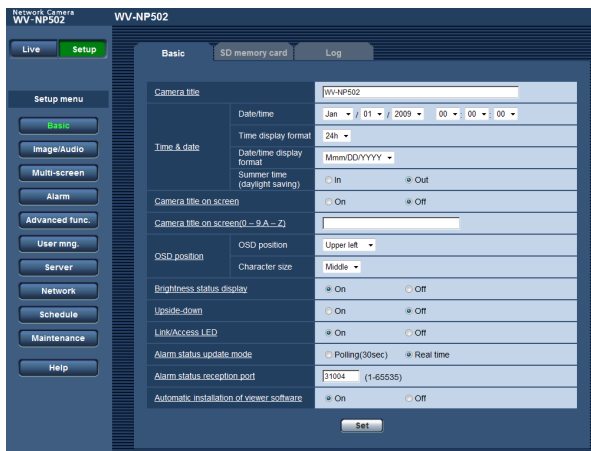 Network Camera
WV-NP502
WV-NP502
Live Setup
Basic SD memory card Log
Setup menu
Basic
Image/Audio
Multi-screen
Alarm
Advanced func.
User mng.
Server
Network
Schedule
Maintenance
Help
Camera title WV-NP502
Time & date
Date/time Jan / 01 / 2009 00 : 00 : 00
Time display format 24h
Date/time display
format Mmm/DD/YYYY
Summer time
(daylight saving) In Out
Camera title on screen On Off
Camera title on screen(0 – 9,A – Z)
OSD position
OSD position Upper left
Character size Middle
Brightness status display On Off
Upside-down On Off
Link/Access LED On Off
Alarm status update
mode Polling(30sec) Real time
Alarm status reception
port 31004 (1-65535)
Automatic installation of viewer software On Off
Set